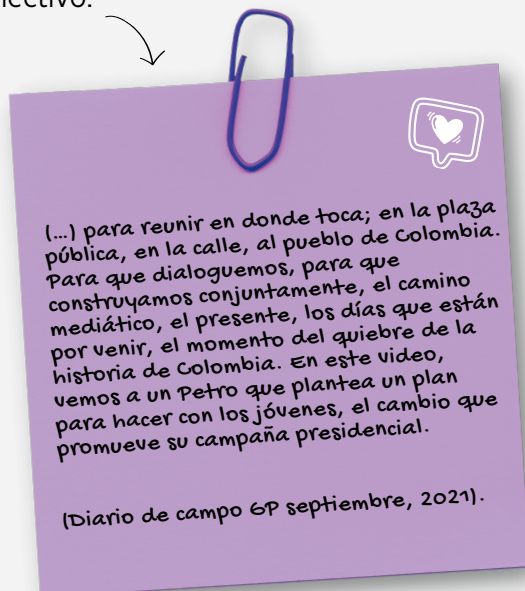 lectivo.
(...) para reunir en donde toca; en la plaza
pública, en la calle, al pueblo de Colombia.
Para que dialoguemos, para que
construyamos conjuntamente, el camino
mediático, el presente, los días que están
por venir, el momento del quiebre de la
historia de Colombia. En este video,
vemos a un Petro que plantea un plan
para hacer con los jóvenes, el cambio que
promueve su campaña presidencial.
(Diario de campo GP septiembre, 2021).